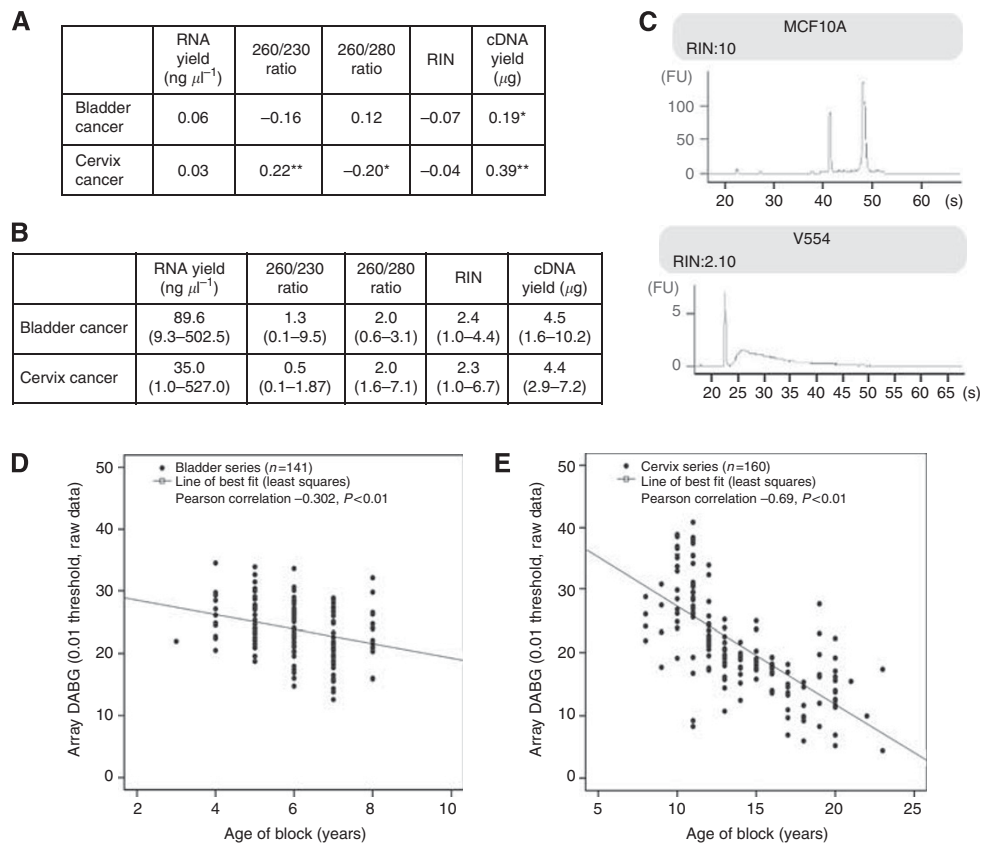 A
RNA yield (ng μl⁻¹) 260/230 ratio 260/280 ratio RIN cDNA yield (μg)
Bladder cancer 0.06 –0.16 0.12 –0.07 0.19*
Cervix cancer 0.03 0.22** –0.20* –0.04 0.39**
B
RNA yield (ng μl⁻¹) 260/230 ratio 260/280 ratio RIN cDNA yield (μg)
Bladder cancer 89.6 (9.3–502.5) 1.3 (0.1–9.5) 2.0 (0.6–3.1) 2.4 (1.0–4.4) 4.5 (1.6–10.2)
Cervix cancer 35.0 (1.0–527.0) 0.5 (0.1–1.87) 2.0 (1.6–7.1) 2.3 (1.0–6.7) 4.4 (2.9–7.2)
C
MCF10A
RIN:10
(FU)
100
50
0
20 30 40 50 60 65 (s)
V554
RIN:2.10
(FU)
5
0
20 25 30 35 40 45 50 55 60 65 (s)
D
Bladder series (n=141)
Line of best fit (least squares)
Pearson correlation –0.302, P<0.01
Array DABG (0.01 threshold, raw data)
50
40
30
20
10
0
2 4 6 8 10
Age of block (years)
E
Cervix series (n=160)
Line of best fit (least squares)
Pearson correlation –0.69, P<0.01
Array DABG (0.01 threshold, raw data)
50
40
30
20
10
0
5 10 15 20 25
Age of block (years)